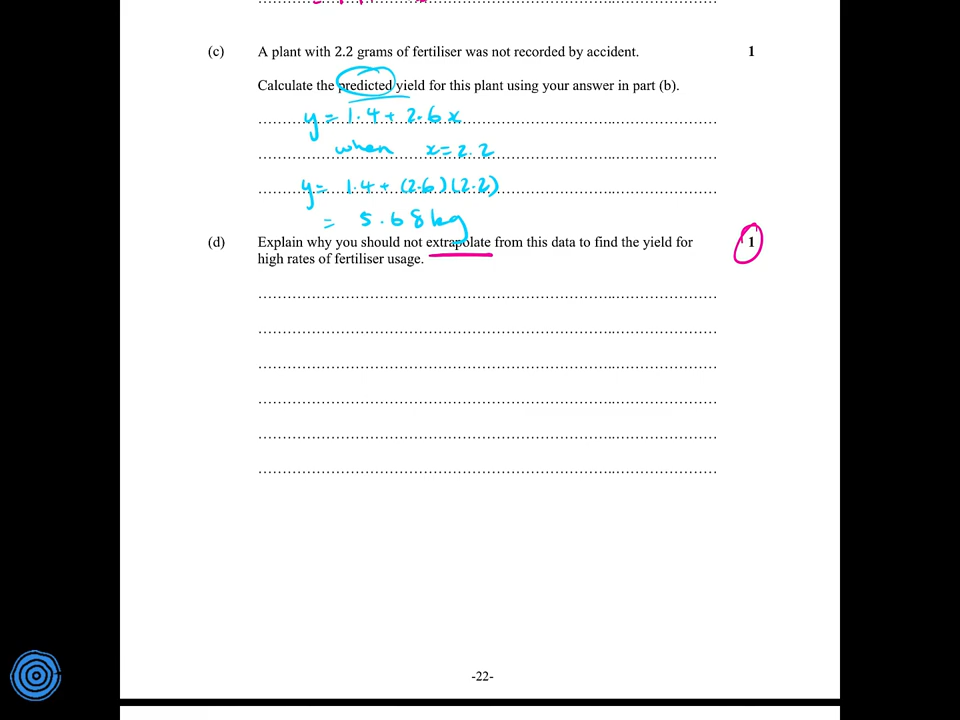 (c) A plant with 2.2 grams of fertiliser was not recorded by accident. 1
Calculate the predicted yield for this plant using your answer in part (b).
y = 1.4 + 2.6x
when x = 2.2
y = 1.4 + (2.6)(2.2)
= 5.68 kg
(d) Explain why you should not extrapolate from this data to find the yield for 1
high rates of fertiliser usage.
-22-